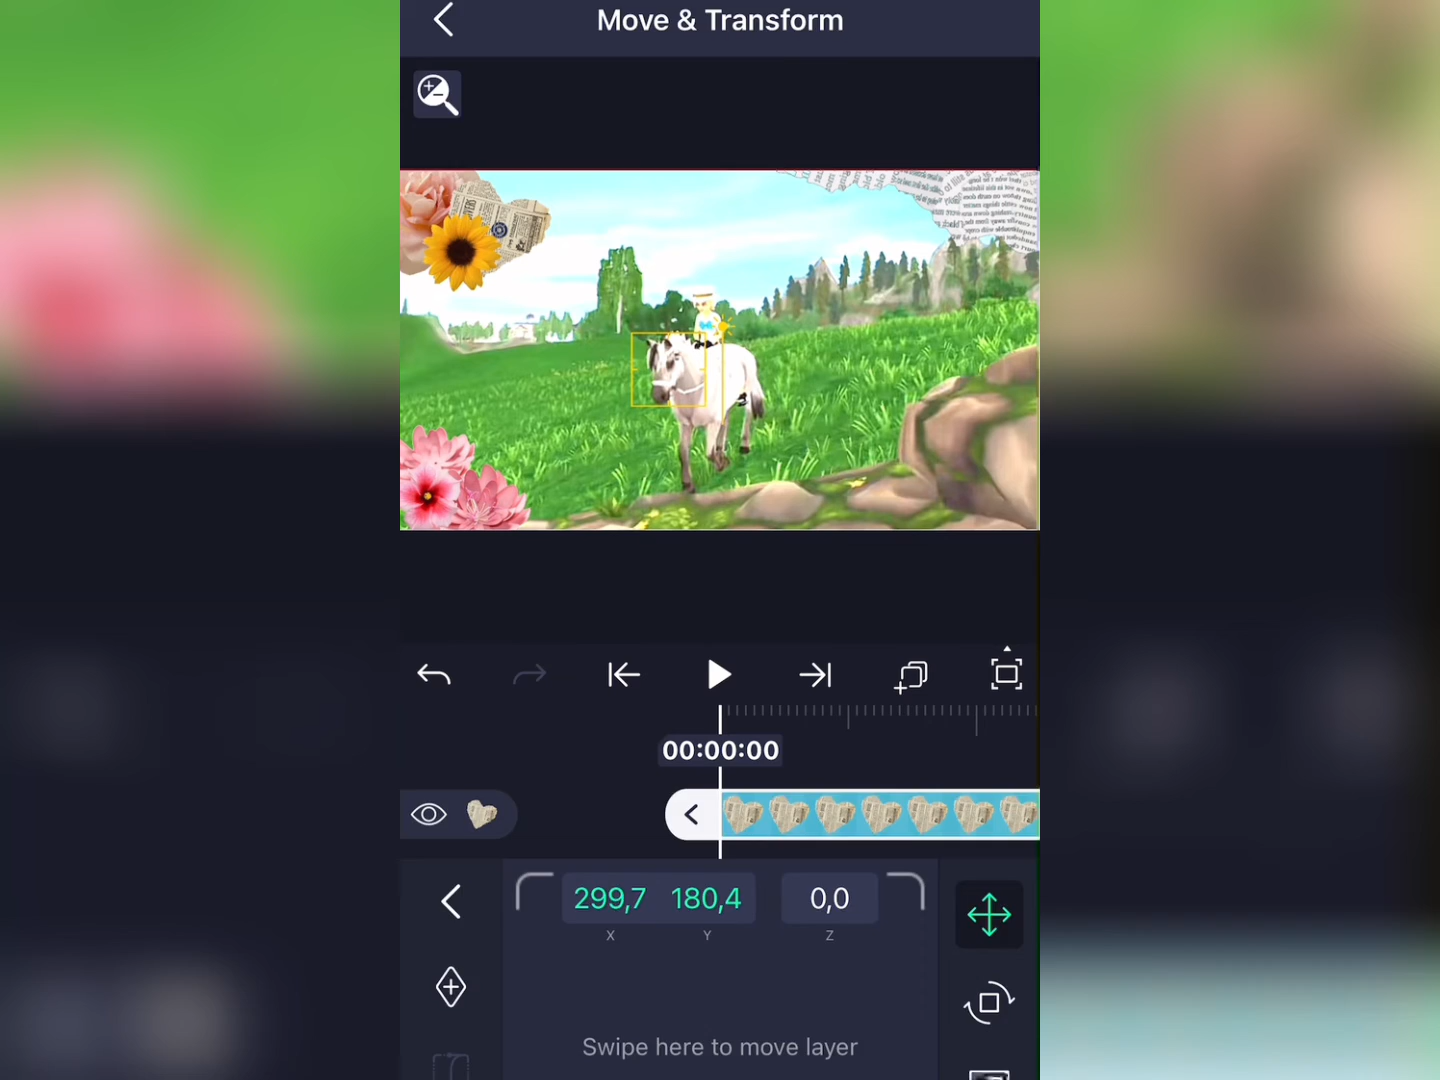 Move & Transform
00:00:00
299,7 180,4 0,0
X Y Z
Swipe here to move layer